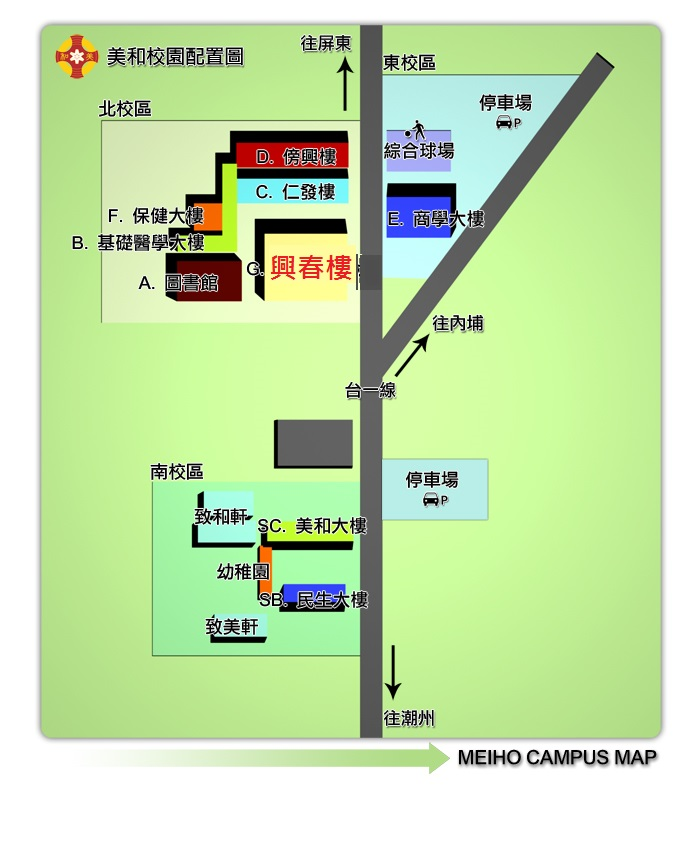 美和校園配置圖
往屏東
東校區
停車場
P
北校區
綜合球場
D. 傍興樓
C. 仁發樓
F. 保健大樓
E. 商學大樓
B. 基礎醫學大樓
G. 興春樓
A. 圖書館
往內埔
台一線
南校區
停車場
P
致和軒
SC. 美和大樓
幼稚園
SB. 民生大樓
致美軒
往潮州
MEIHO CAMPUS MAP